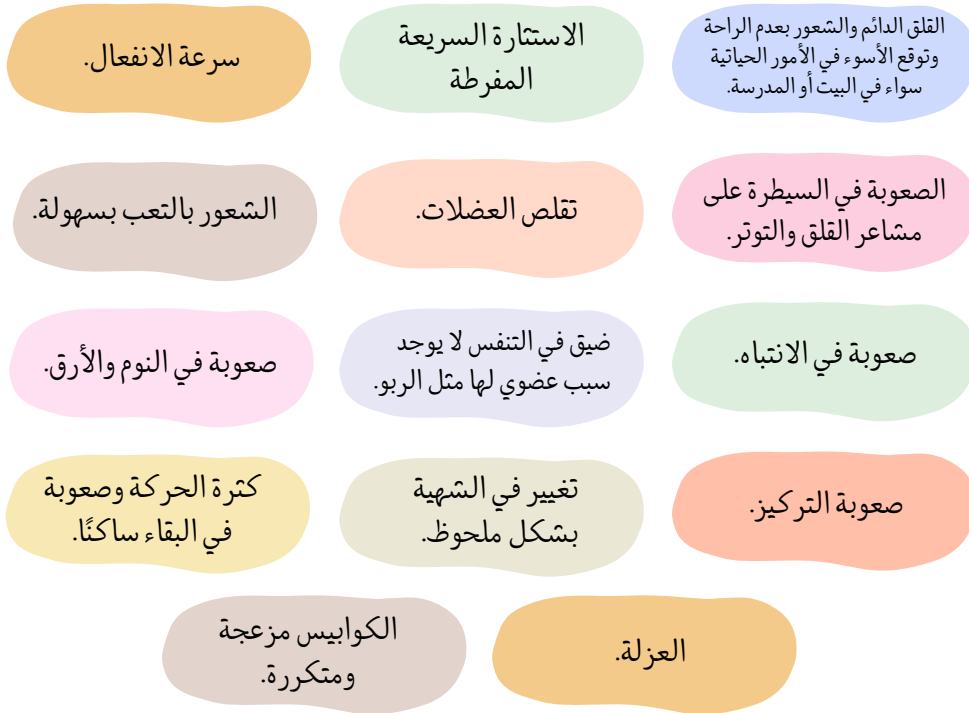 القلق الدائم والشعور بعدم الراحة
وتوقع الأسوء في الأمور الحياتية
سواء في البيت أو المدرسة.
الاستثارة السريعة
المفرطة
سرعة الانفعال.
الصعوبة في السيطرة على
مشاعر القلق والتوتر.
تقلص العضلات.
الشعور بالتعب بسهولة.
صعوبة في الانتباه.
ضيق في التنفس لا يوجد
سبب عضوي لها مثل الربو.
صعوبة في النوم والأرق.
صعوبة التركيز.
تغيير في الشهية
بشكل ملحوظ.
كثرة الحركة وصعوبة
في البقاء ساكنًا.
العزلة.
الكوابيس مزعجة
ومتكررة.